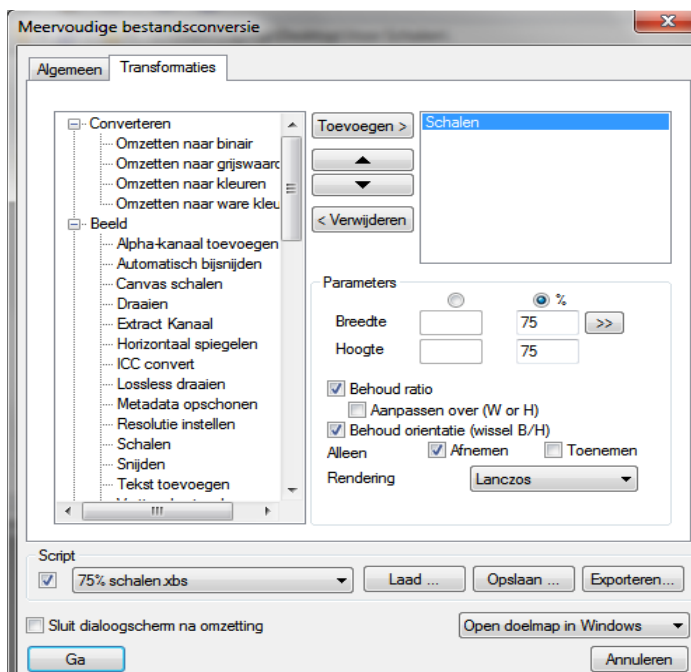 Meervoudige bestandsconversie
Algemeen
Transformaties
Converteren
Omzetten naar binair
Omzetten naar grijswaarc
Omzetten naar kleuren
Omzetten naar ware kleu
Beeld
Alpha-kanaal toevoegen
Automatisch bijsnijden
Canvas schalen
Draaien
Extract Kanaal
Horizontaal spiegelen
ICC convert
Lossless draaien
Metadata opschonen
Resolutie instellen
Schalen
Snijden
Tekst toevoegen
Toevoegen >
< Verwijderen
Schalen
Parameters
%
Breedte 75 >>
Hoogte 75
Behoud ratio
Aanpassen over (W or H)
Behoud orientatie (wissel B/H)
Alleen Afnemen Toenemen
Rendering Lanczos
Script
75% schalen.xbs Laad ... Opslaan ... Exporteren...
Sluit dialoogscherm na omzetting
Open doelmap in Windows
Ga
Annuleren